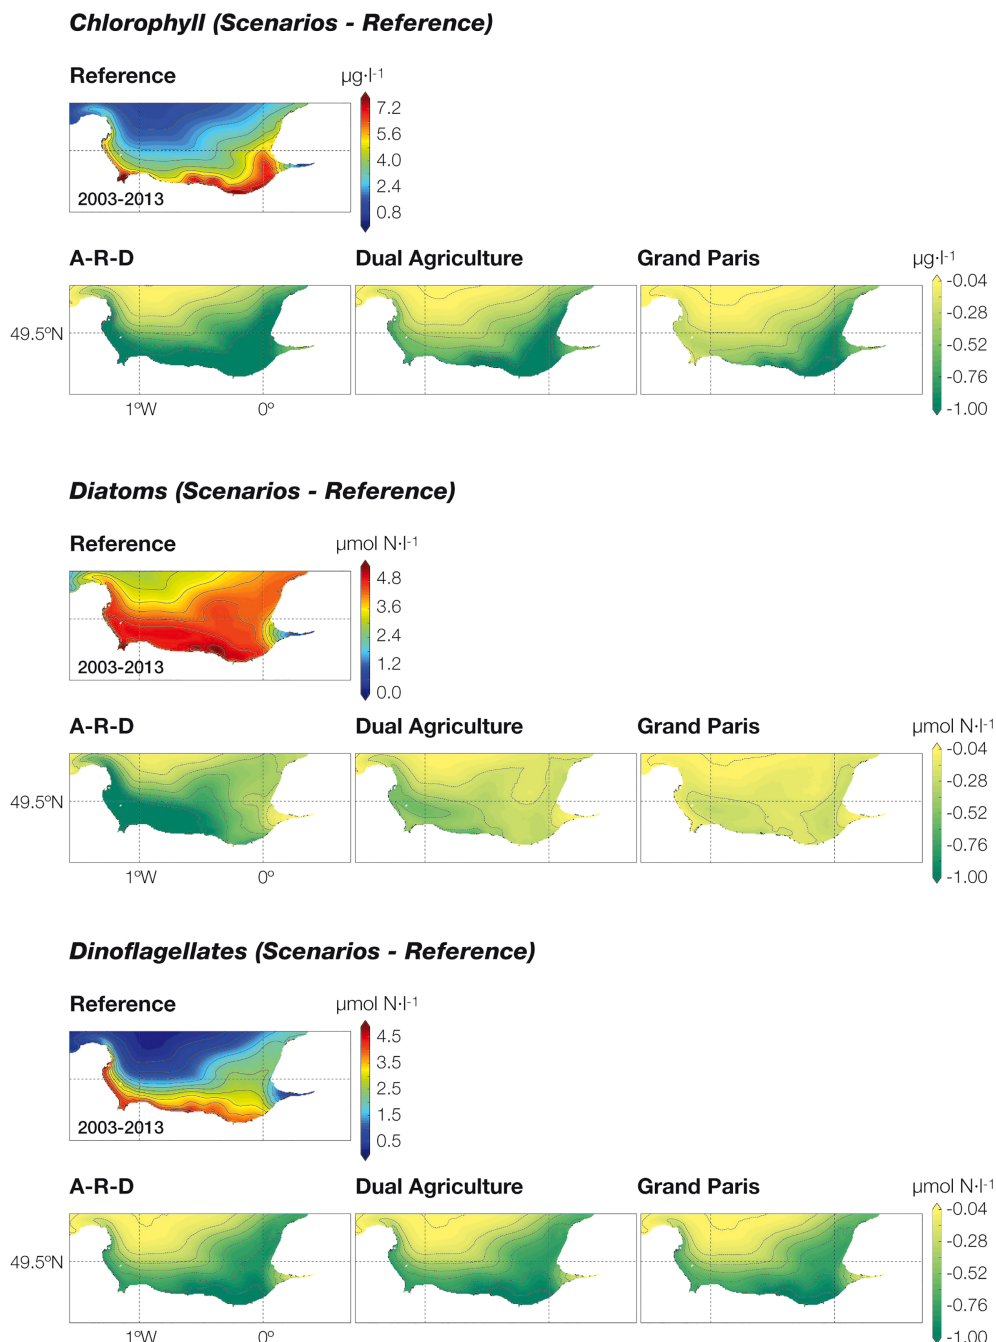 Chlorophyll (Scenarios - Reference)
Reference
µg·l-1
7.2
5.6
4.0
2.4
0.8
2003-2013
A-R-D
Dual Agriculture
Grand Paris
µg·l-1
-0.04
-0.28
-0.52
-0.76
-1.00
49.5ºN
1ºW
0º
Diatoms (Scenarios - Reference)
Reference
µmol N·l-1
4.8
3.6
2.4
1.2
0.0
2003-2013
A-R-D
Dual Agriculture
Grand Paris
µmol N·l-1
-0.04
-0.28
-0.52
-0.76
-1.00
49.5ºN
1ºW
0º
Dinoflagellates (Scenarios - Reference)
Reference
µmol N·l-1
4.5
3.5
2.5
1.5
0.5
2003-2013
A-R-D
Dual Agriculture
Grand Paris
µmol N·l-1
-0.04
-0.28
-0.52
-0.76
-1.00
49.5ºN
1ºW
0º